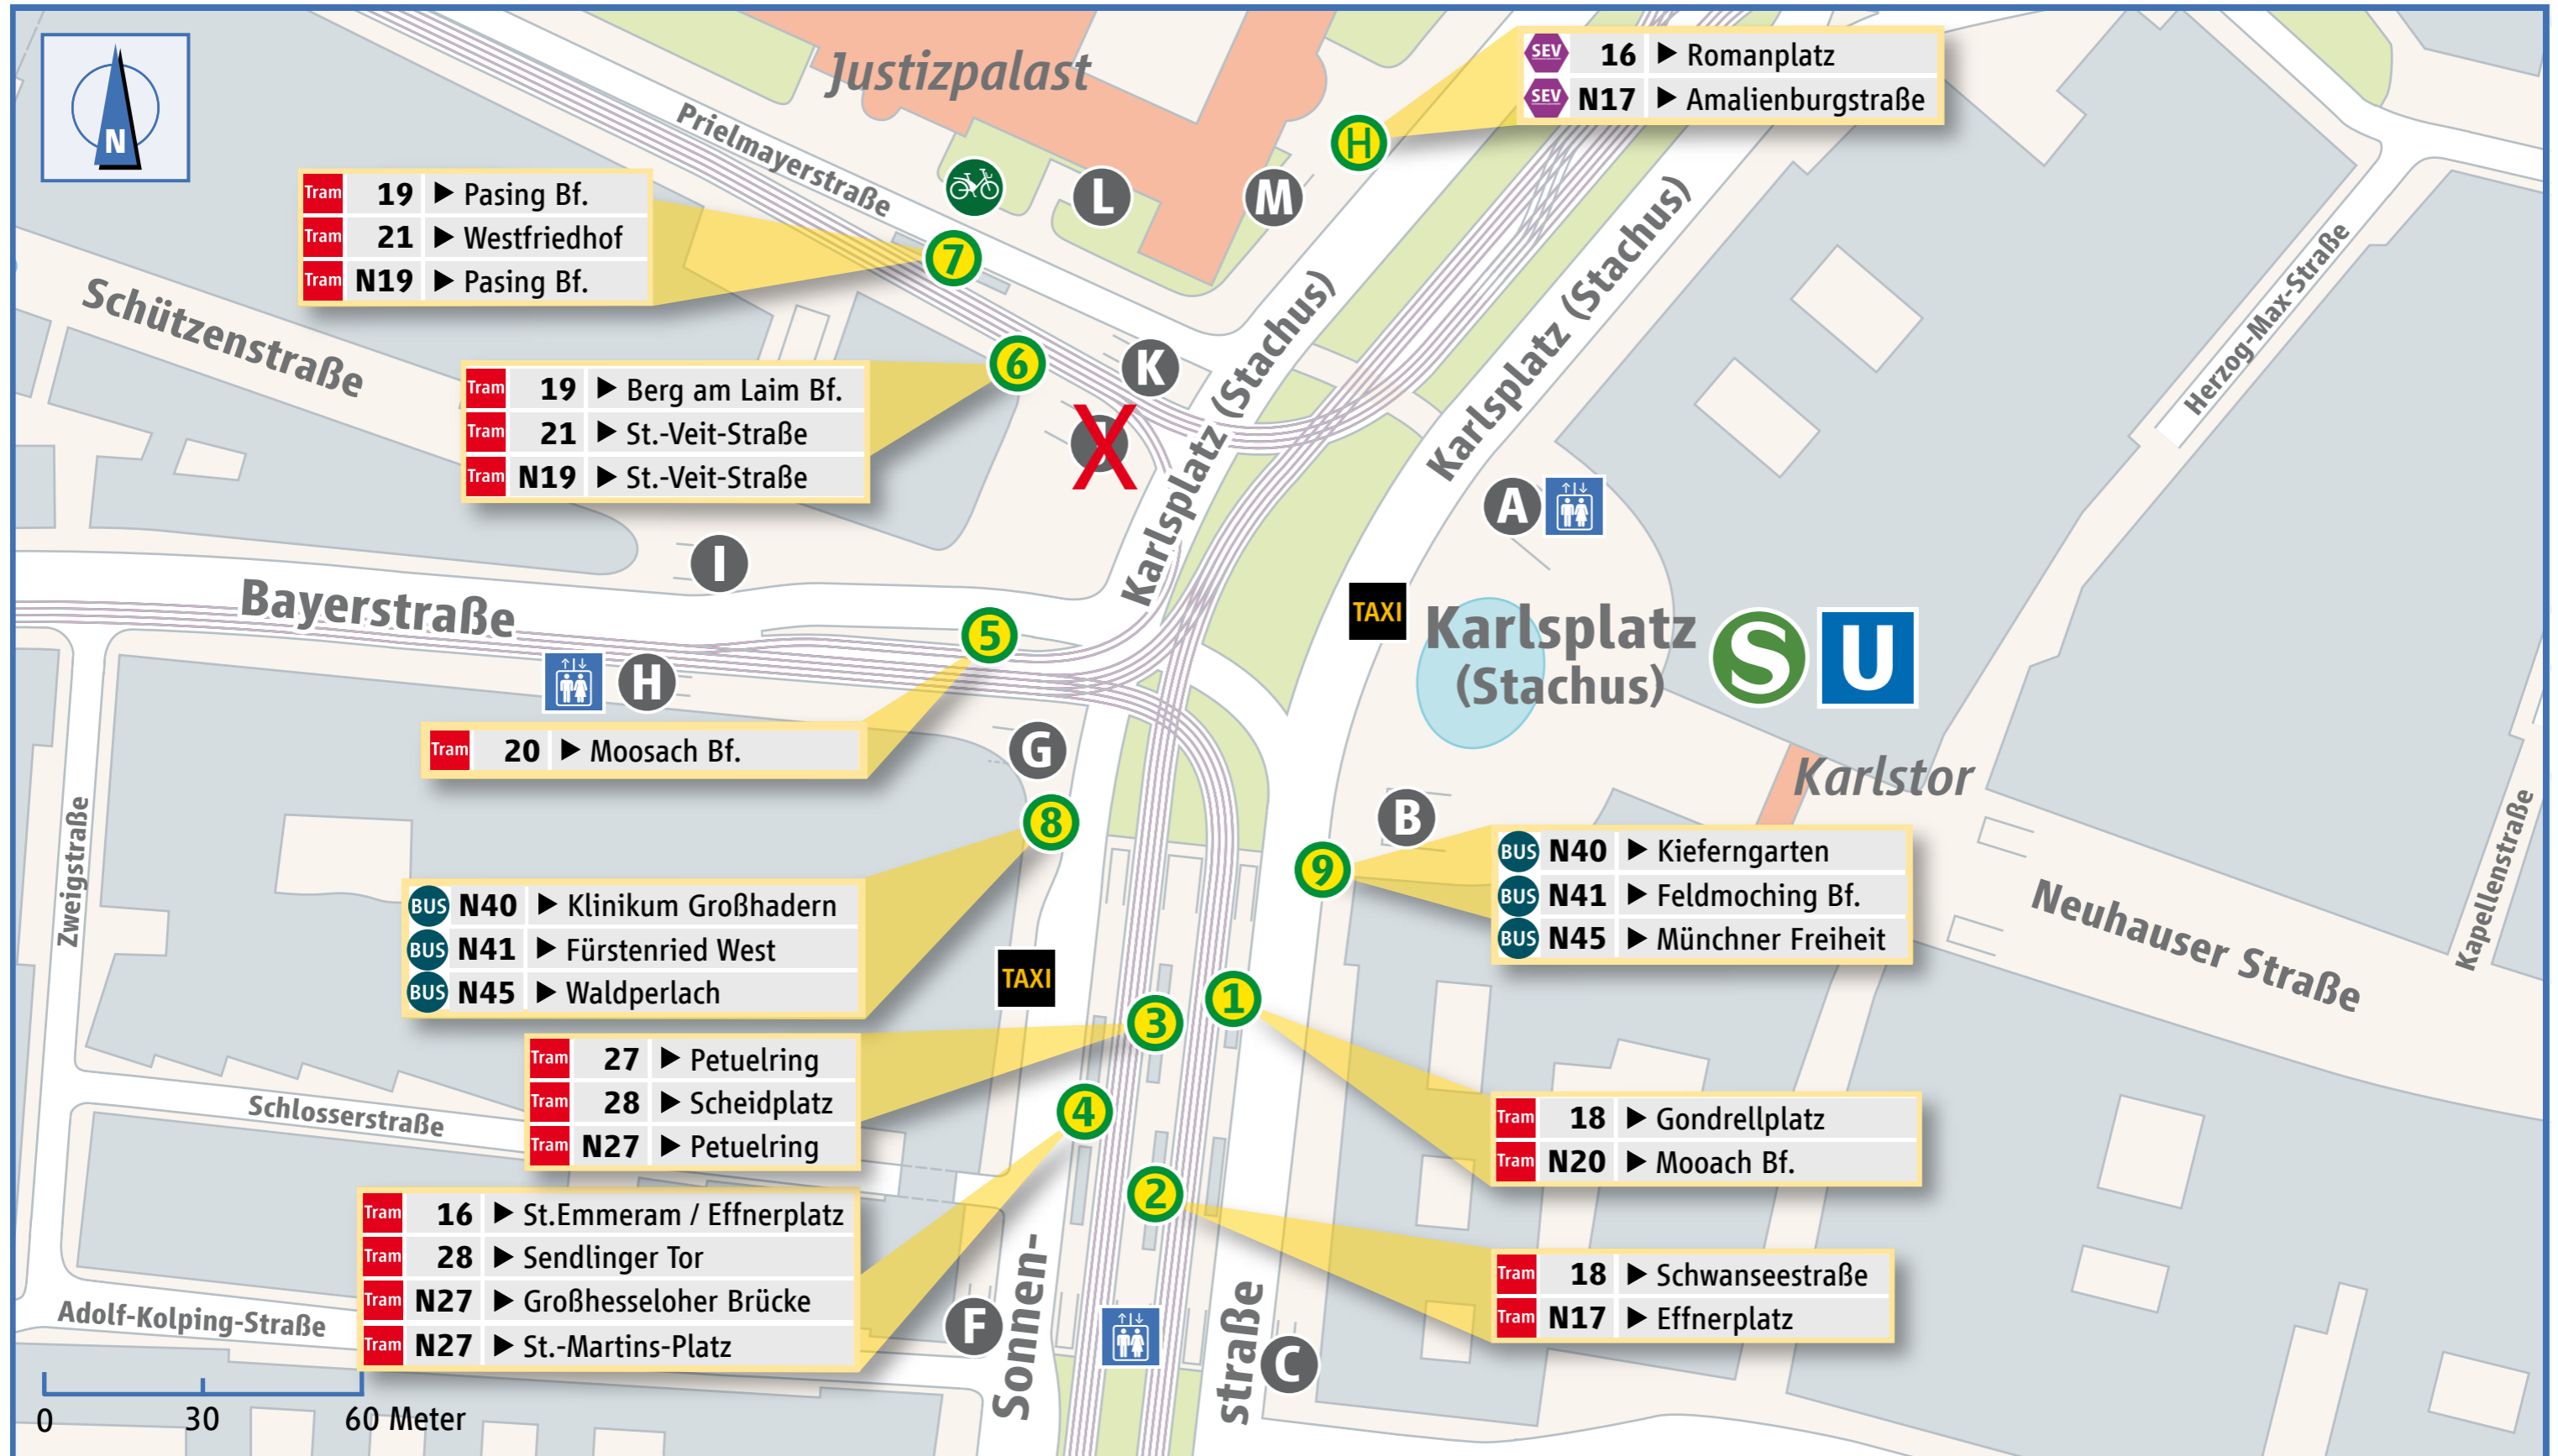 N
Justizpalast
SEV 16 ▶ Romanplatz
SEV N17 ▶ Amalienburgstraße
H
Prielmayerstraße
L
M
Tram 19 ▶ Pasing Bf.
Tram 21 ▶ Westfriedhof
Tram N19 ▶ Pasing Bf.
7
Schützenstraße
Karlsplatz (Stachus)
Karlsplatz (Stachus)
Herzog-Max-Straße
6
K
Tram 19 ▶ Berg am Laim Bf.
Tram 21 ▶ St.-Veit-Straße
Tram N19 ▶ St.-Veit-Straße
X
A
I
Bayerstraße
5
TAXI
Karlsplatz
(Stachus)
S
U
H
G
Tram 20 ▶ Moosach Bf.
Karlstor
8
B
9
Zweigstraße
BUS N40 ▶ Kieferngarten
BUS N41 ▶ Feldmoching Bf.
BUS N45 ▶ Münchner Freiheit
Kapellenstraße
Neuhauser Straße
BUS N40 ▶ Klinikum Großhadern
BUS N41 ▶ Fürstenried West
BUS N45 ▶ Waldperlach
TAXI
1
3
Tram 27 ▶ Petuelring
Tram 28 ▶ Scheidplatz
Tram N27 ▶ Petuelring
4
Schlosserstraße
Tram 18 ▶ Gondrellplatz
Tram N20 ▶ Mooach Bf.
2
Tram 16 ▶ St.Emmeram / Effnerplatz
Tram 28 ▶ Sendlinger Tor
Tram N27 ▶ Großhesseloher Brücke
Tram N27 ▶ St.-Martins-Platz
Tram 18 ▶ Schwanseestraße
Tram N17 ▶ Effnerplatz
Adolf-Kolping-Straße
F
Sonnen-
straße
C
0 30 60 Meter